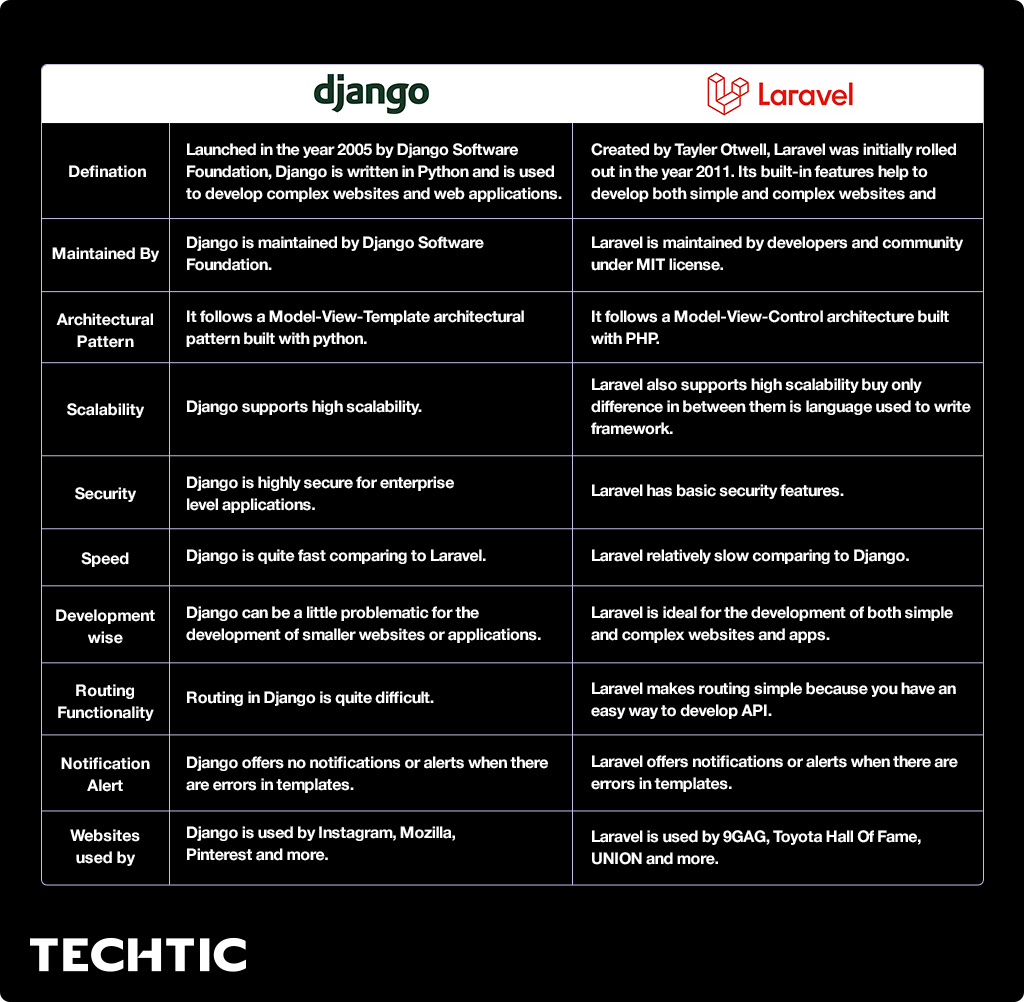 django
Laravel
Defination
Launched in the year 2005 by Django Software
Foundation, Django is written in Python and is used
to develop complex websites and web applications.
Created by Tayler Otwell, Laravel was initially rolled
out in the year 2011. Its built-in features help to
develop both simple and complex websites and
Maintained By
Django is maintained by Django Software
Foundation.
Laravel is maintained by developers and community
under MIT license.
Architectural
Pattern
It follows a Model-View-Template architectural
pattern built with python.
It follows a Model-View-Control architecture built
with PHP.
Scalability
Django supports high scalability.
Laravel also supports high scalability buy only
difference in between them is language used to write
framework.
Security
Django is highly secure for enterprise
level applications.
Laravel has basic security features.
Speed
Django is quite fast comparing to Laravel.
Laravel relatively slow comparing to Django.
Development
wise
Django can be a little problematic for the
development of smaller websites or applications.
Laravel is ideal for the development of both simple
and complex websites and apps.
Routing
Functionality
Routing in Django is quite difficult.
Laravel makes routing simple because you have an
easy way to develop API.
Notification
Alert
Django offers no notifications or alerts when there
are errors in templates.
Laravel offers notifications or alerts when there are
errors in templates.
Websites
used by
Django is used by Instagram, Mozilla,
Pinterest and more.
Laravel is used by 9GAG, Toyota Hall Of Fame,
UNION and more.
TECHTIC